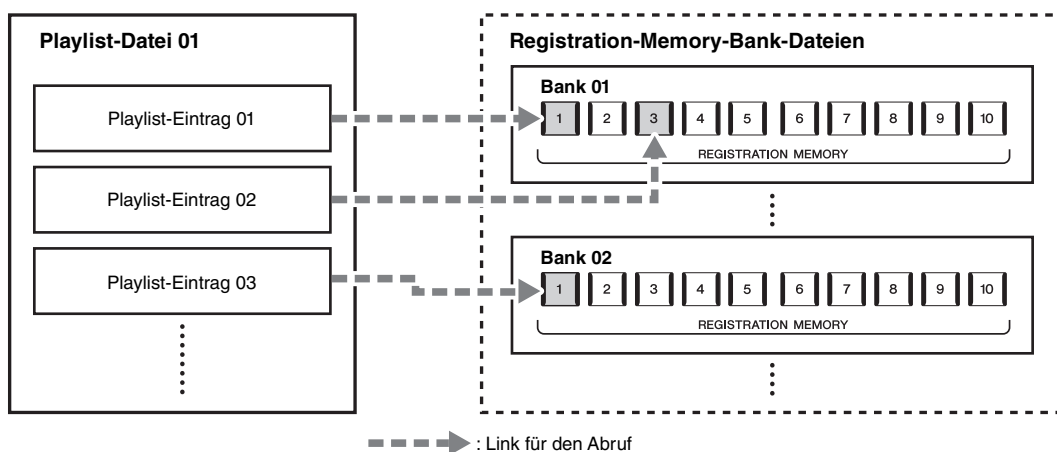 Playlist-Datei 01
Playlist-Eintrag 01
Playlist-Eintrag 02
Playlist-Eintrag 03
Registration-Memory-Bank-Dateien
Bank 01
1 2 3 4 5 6 7 8 9 10
REGISTRATION MEMORY
Bank 02
1 2 3 4 5 6 7 8 9 10
REGISTRATION MEMORY
: Link für den Abruf